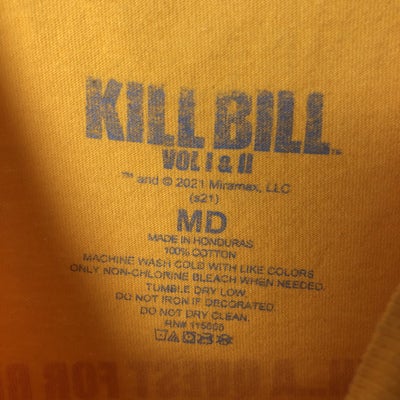 KILL BILL™
VOL I & II
™ and © 2021 Miramax, LLC
(s21)
MD
MADE IN HONDURAS
100% COTTON
MACHINE WASH COLD WITH LIKE COLORS
ONLY NON-CHLORINE BLEACH WHEN NEEDED.
TUMBLE DRY LOW.
DO NOT IRON IF DECORATED.
DO NOT DRY CLEAN.
RN#